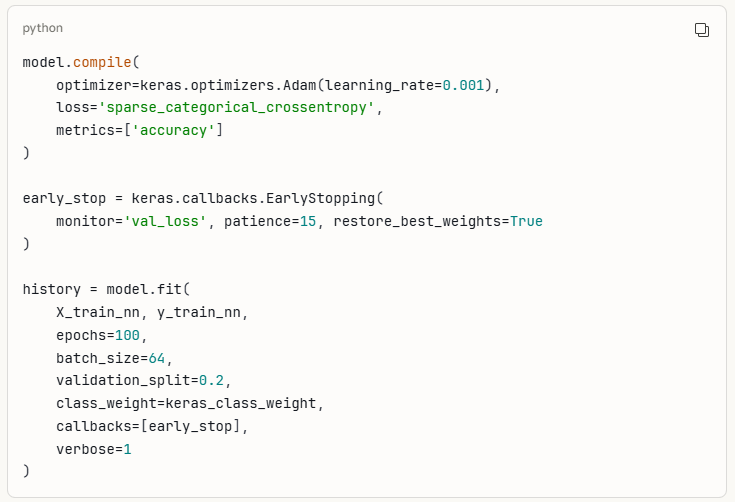 python
model.compile(
    optimizer=keras.optimizers.Adam(learning_rate=0.001),
    loss='sparse_categorical_crossentropy',
    metrics=['accuracy']
)
early_stop = keras.callbacks.EarlyStopping(
    monitor='val_loss', patience=15, restore_best_weights=True
)
history = model.fit(
    X_train_nn, y_train_nn,
    epochs=100,
    batch_size=64,
    validation_split=0.2,
    class_weight=keras_class_weight,
    callbacks=[early_stop],
    verbose=1
)